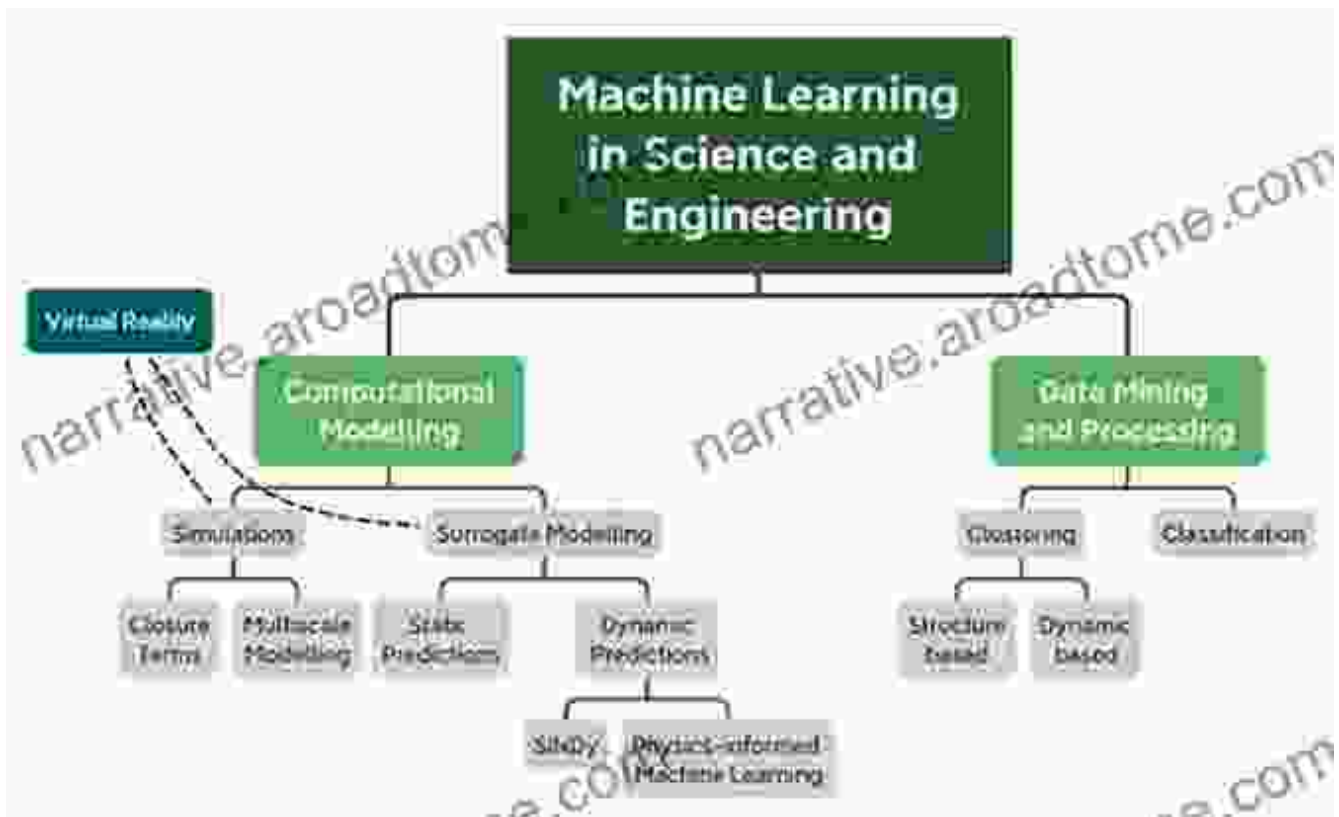 Machine Learning
in Science and
Engineering
Virtual Reality
Computational
Modelling
Data Mining
and Processing
Simulations
Surrogate Modelling
Clustering
Classification
Closure
Terms
Multiscale
Modelling
Static
Predictions
Dynamic
Predictions
Structure
based
Dynamic
based
SINDy
Physics-informed
Machine Learning
narrative.aroadtome.com
narrative.aroadtome.com
e.com
e.com